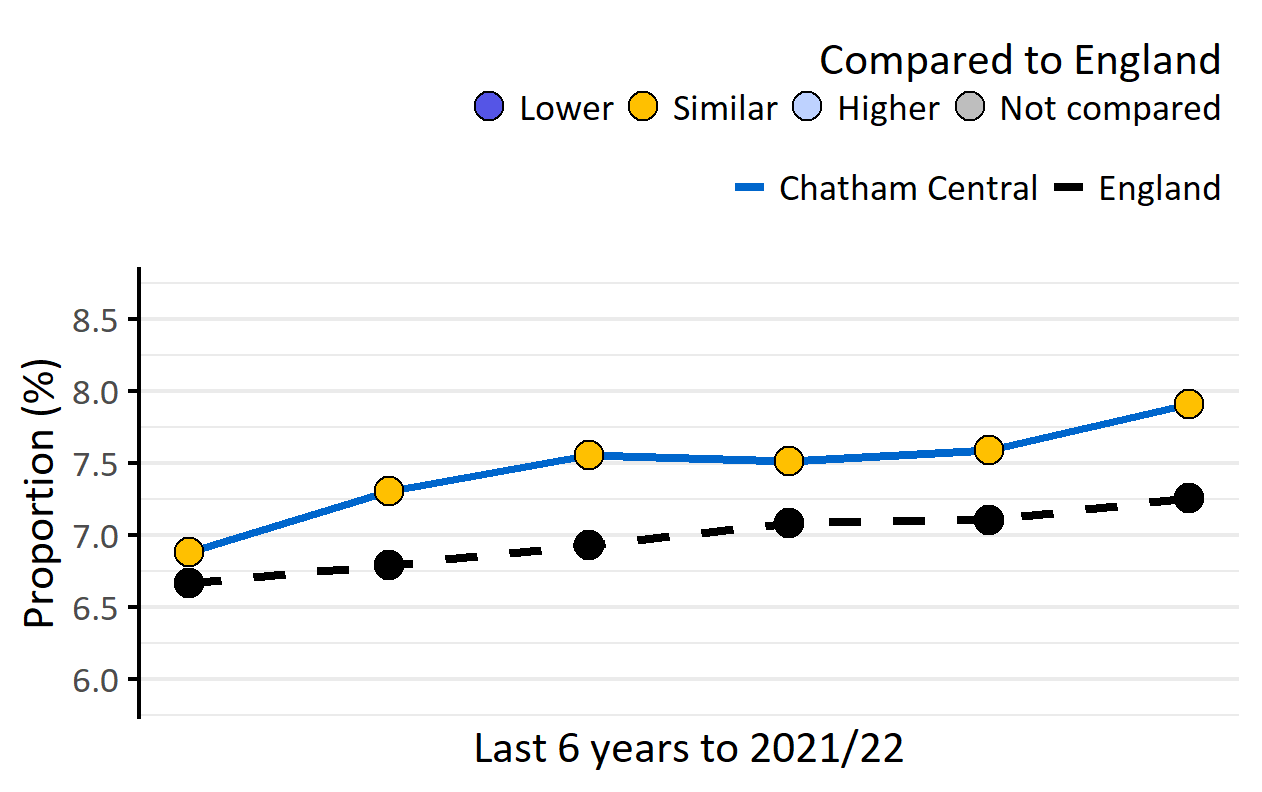 Compared to England
Lower Similar Higher Not compared
Chatham Central England
Proportion (%)
8.5
8.0
7.5
7.0
6.5
6.0
Last 6 years to 2021/22